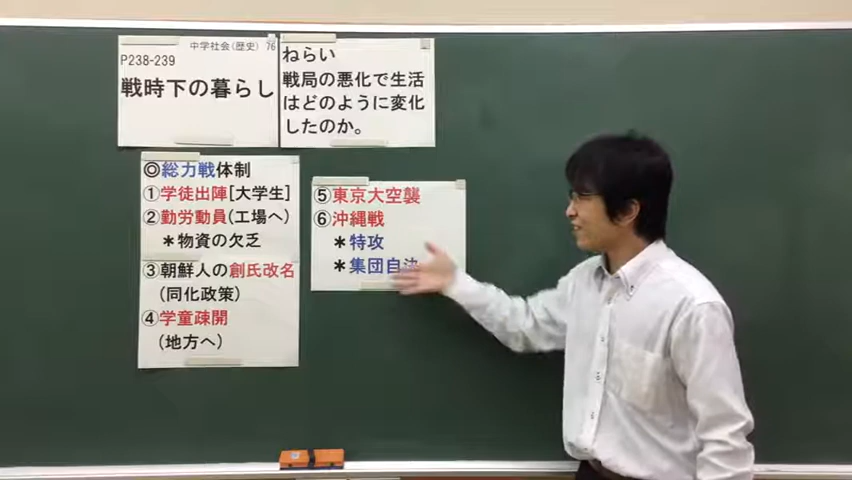 中学社会(歴史) 76
P238-239
戦時下の暮らし
ねらい
戦局の悪化で生活
はどのように変化
したのか。
◎総力戦体制
①学徒出陣[大学生]
②勤労動員(工場へ)
＊物資の欠乏
③朝鮮人の創氏改名
(同化政策)
④学童疎開
(地方へ)
⑤東京大空襲
⑥沖縄戦
＊特攻
＊集団自決